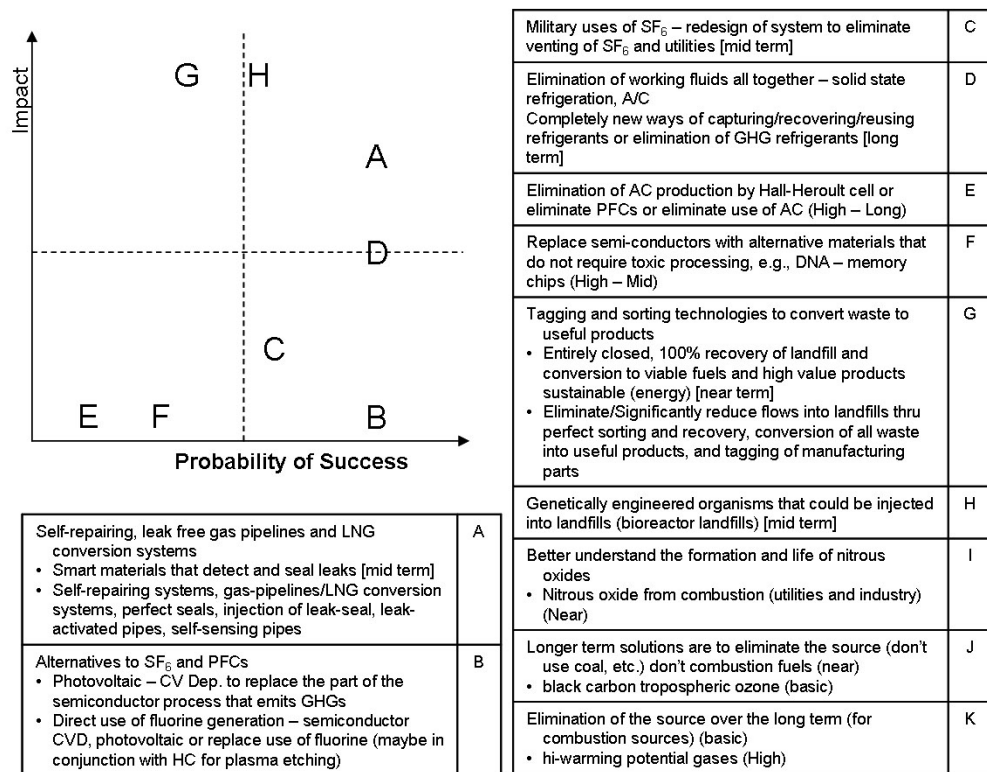 Impact
G
H
A
D
C
E
F
B
Probability of Success
Self-repairing, leak free gas pipelines and LNG
conversion systems
• Smart materials that detect and seal leaks [mid term]
• Self-repairing systems, gas-pipelines/LNG conversion
systems, perfect seals, injection of leak-seal, leak-
activated pipes, self-sensing pipes
A
Alternatives to SF₆ and PFCs
• Photovoltaic – CV Dep. to replace the part of the
semiconductor process that emits GHGs
• Direct use of fluorine generation – semiconductor
CVD, photovoltaic or replace use of fluorine (maybe in
conjunction with HC for plasma etching)
B
Military uses of SF₆ – redesign of system to eliminate
venting of SF₆ and utilities [mid term]
C
Elimination of working fluids all together – solid state
refrigeration, A/C
Completely new ways of capturing/recovering/reusing
refrigerants or elimination of GHG refrigerants [long
term]
D
Elimination of AC production by Hall-Heroult cell or
eliminate PFCs or eliminate use of AC (High – Long)
E
Replace semi-conductors with alternative materials that
do not require toxic processing, e.g., DNA – memory
chips (High – Mid)
F
Tagging and sorting technologies to convert waste to
useful products
• Entirely closed, 100% recovery of landfill and
conversion to viable fuels and high value products
sustainable (energy) [near term]
• Eliminate/Significantly reduce flows into landfills thru
perfect sorting and recovery, conversion of all waste
into useful products, and tagging of manufacturing
parts
G
Genetically engineered organisms that could be injected
into landfills (bioreactor landfills) [mid term]
H
Better understand the formation and life of nitrous
oxides
• Nitrous oxide from combustion (utilities and industry)
(Near)
I
Longer term solutions are to eliminate the source (don't
use coal, etc.) don't combustion fuels (near)
• black carbon tropospheric ozone (basic)
J
Elimination of the source over the long term (for
combustion sources) (basic)
• hi-warming potential gases (High)
K